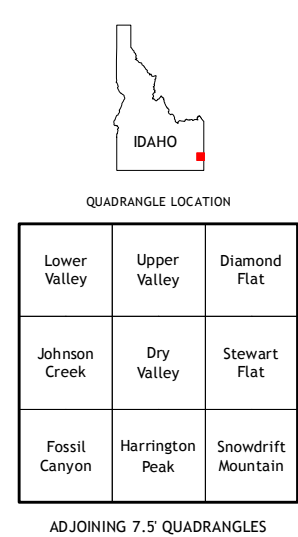 IDAHO
QUADRANGLE LOCATION
Lower
Valley
Upper
Valley
Diamond
Flat
Johnson
Creek
Dry
Valley
Stewart
Flat
Fossil
Canyon
Harrington
Peak
Snowdrift
Mountain
ADJOINING 7.5' QUADRANGLES